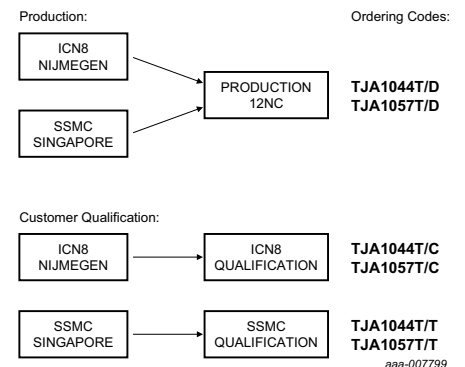 Production:
Ordering Codes:
ICN8
NIJMEGEN
PRODUCTION
12NC
TJA1044T/D
TJA1057T/D
SSMC
SINGAPORE
Customer Qualification:
ICN8
NIJMEGEN
ICN8
QUALIFICATION
TJA1044T/C
TJA1057T/C
SSMC
SINGAPORE
SSMC
QUALIFICATION
TJA1044T/T
TJA1057T/T
aaa-007799